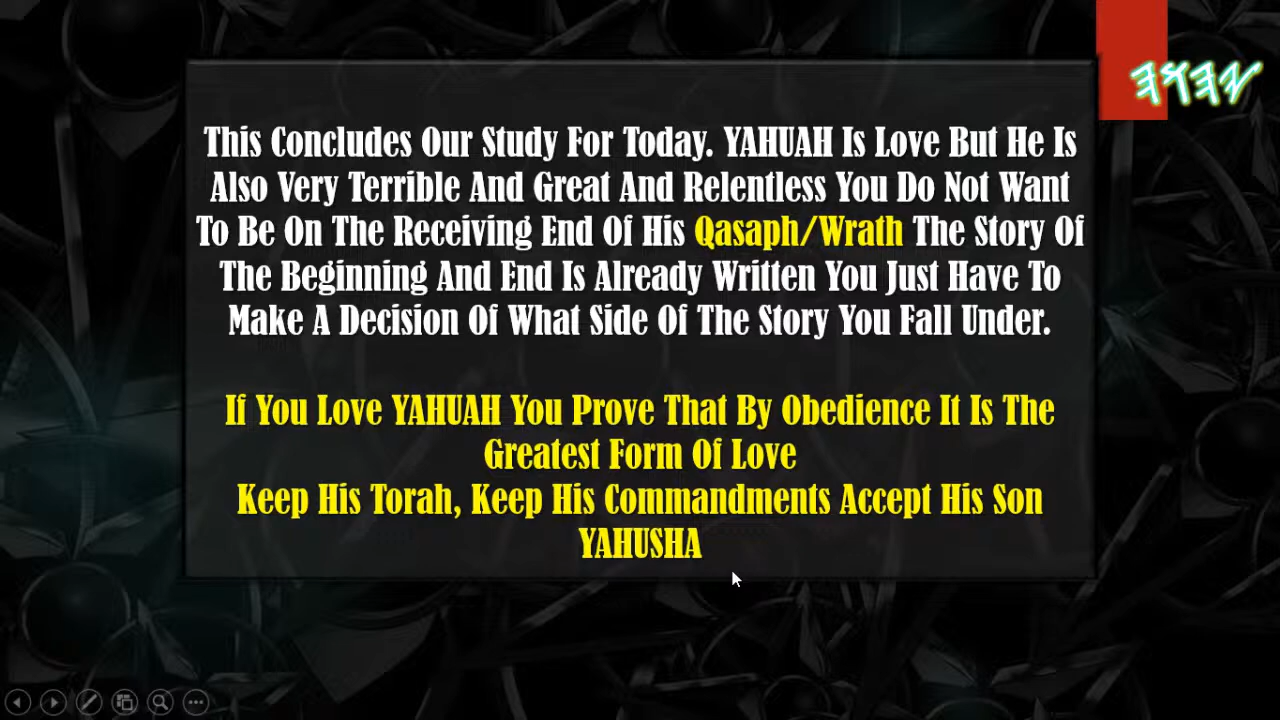 𐤉𐤄𐤅𐤄
This Concludes Our Study For Today. YAHUAH Is Love But He Is
Also Very Terrible And Great And Relentless You Do Not Want
To Be On The Receiving End Of His Qasaph/Wrath The Story Of
The Beginning And End Is Already Written You Just Have To
Make A Decision Of What Side Of The Story You Fall Under.
If You Love YAHUAH You Prove That By Obedience It Is The
Greatest Form Of Love
Keep His Torah, Keep His Commandments Accept His Son
YAHUSHA